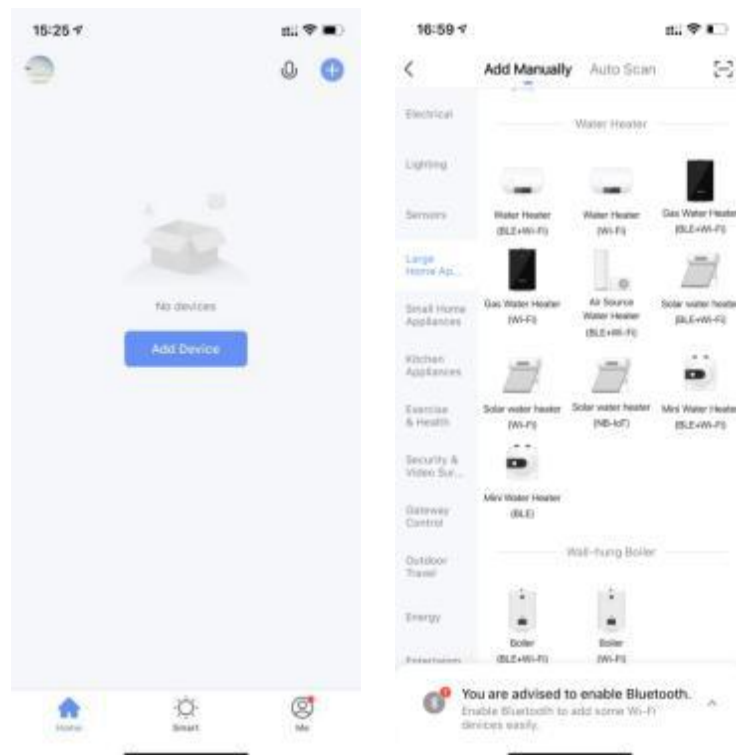 15:25
No devices
Add Device
Home
Smart
Me
16:59
Add Manually Auto Scan
Electrical
Lighting
Sensors
Large
Home Ap...
Small Home
Appliances
Kitchen
Appliances
Exercise
& Health
Security &
Video Sur...
Gateway
Control
Outdoor
Travel
Energy
Entertainm
Water Heater
Water Heater
(BLE+Wi-Fi)
Water Heater
(Wi-Fi)
Gas Water Heater
(BLE+Wi-Fi)
Gas Water Heater
(Wi-Fi)
Air Source
Water Heater
(BLE+Wi-Fi)
Solar water heater
(BLE+Wi-Fi)
Solar water heater
(Wi-Fi)
Solar water heater
(NB-IoT)
Mini Water Heater
(BLE+Wi-Fi)
Mini Water Heater
(BLE)
Wall-hung Boiler
Boiler
(BLE+Wi-Fi)
Boiler
(Wi-Fi)
You are advised to enable Bluetooth.
Enable Bluetooth to add some Wi-Fi
devices easily.